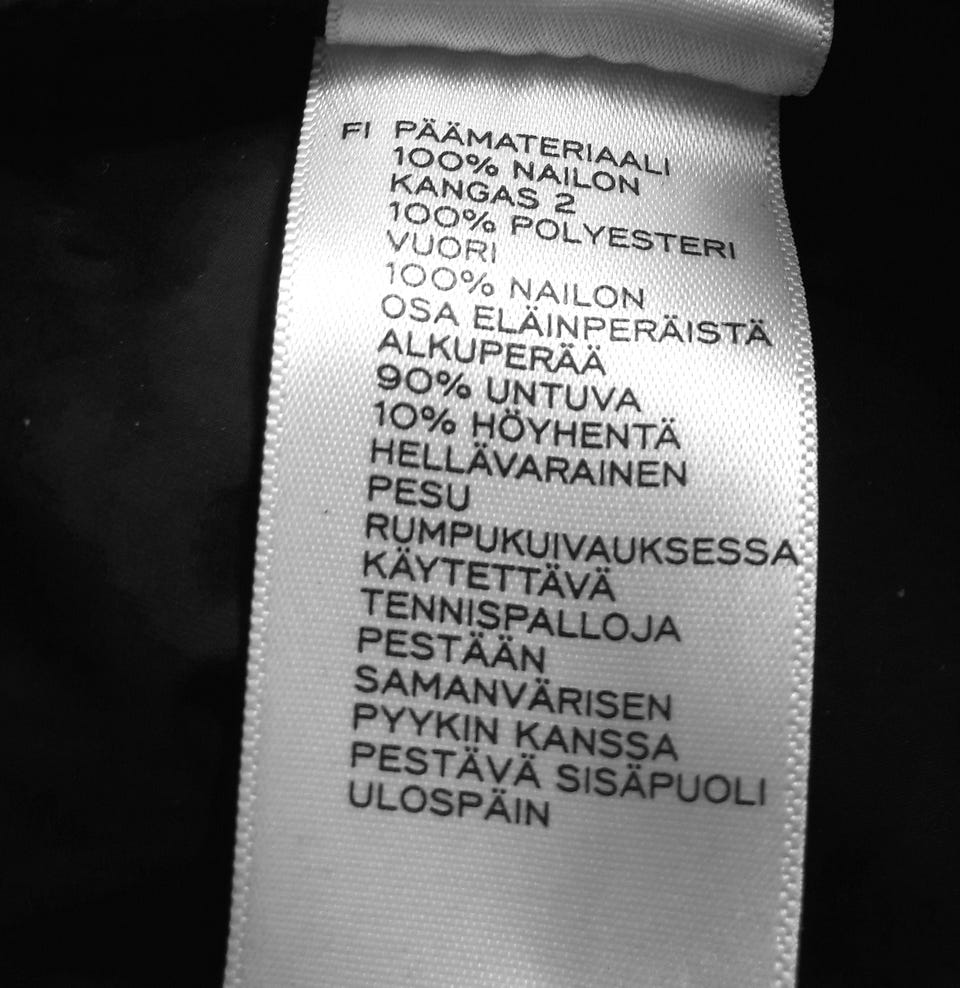 FI PÄÄMATERIAALI
100% NAILON
KANGAS 2
100% POLYESTERI
VUORI
100% NAILON
OSA ELÄINPERÄISTÄ
ALKUPERÄÄ
90% UNTUVA
10% HÖYHENTÄ
HELLÄVARAINEN
PESU
RUMPUKUIVAUKSESSA
KÄYTETTÄVÄ
TENNISPALLOJA
PESTÄÄN
SAMANVÄRISEN
PYYKIN KANSSA
PESTÄVÄ SISÄPUOLI
ULOSPÄIN